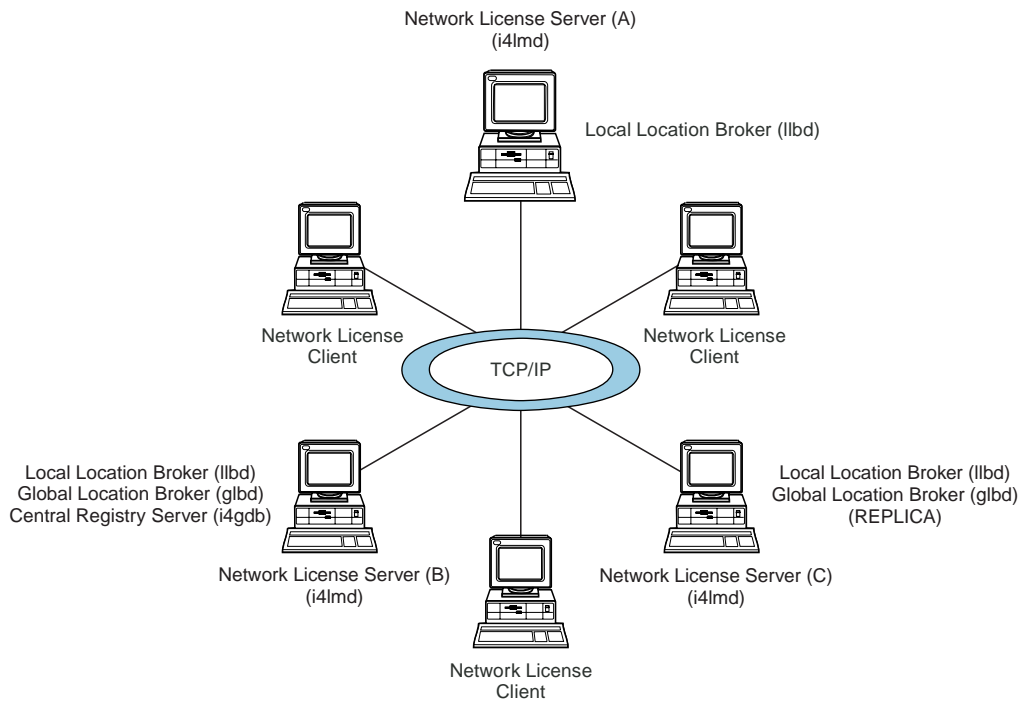 Network License Server (A)
(i4lmd)
Local Location Broker (llbd)
Network License
Client
Network License
Client
TCP/IP
Local Location Broker (llbd)
Global Location Broker (glbd)
Central Registry Server (i4gdb)
Network License Server (B)
(i4lmd)
Local Location Broker (llbd)
Global Location Broker (glbd)
(REPLICA)
Network License Server (C)
(i4lmd)
Network License
Client